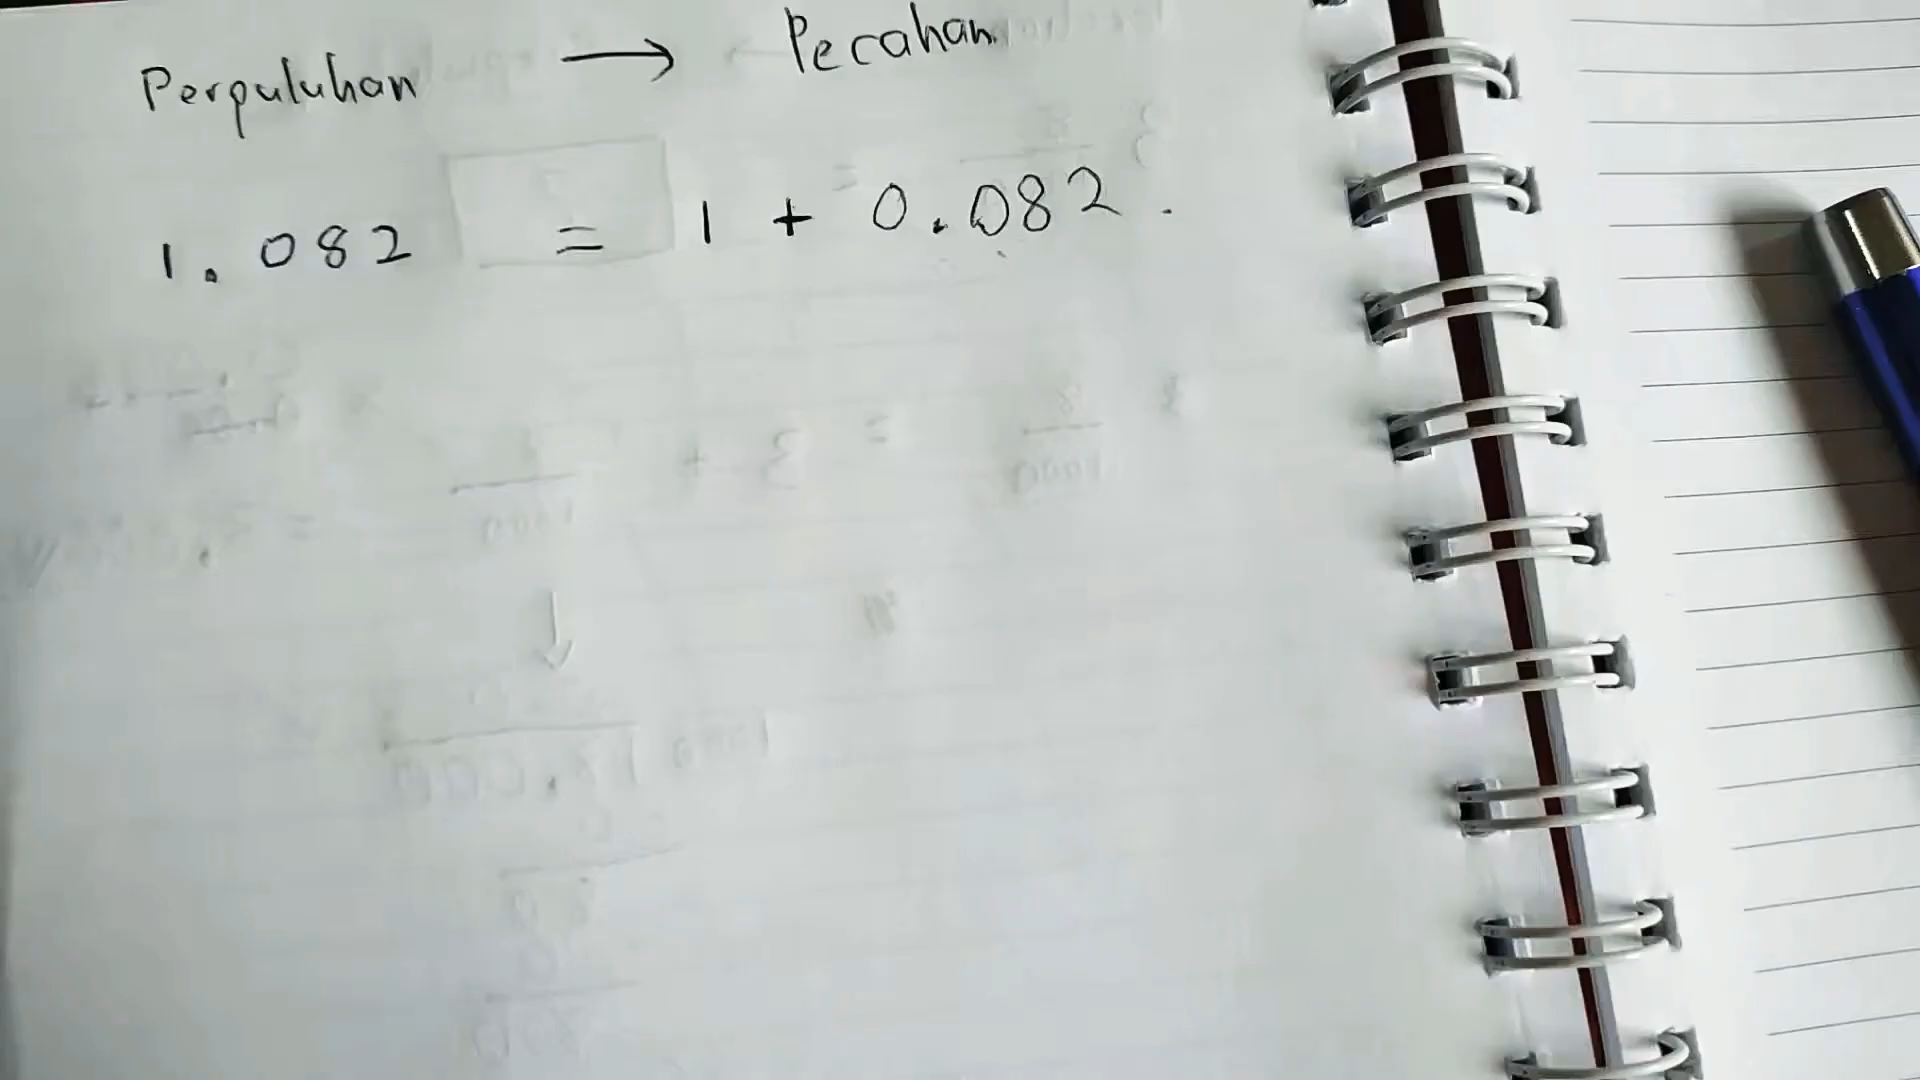 Perpuluhan → Pecahan
1.082 = 1 + 0.082.